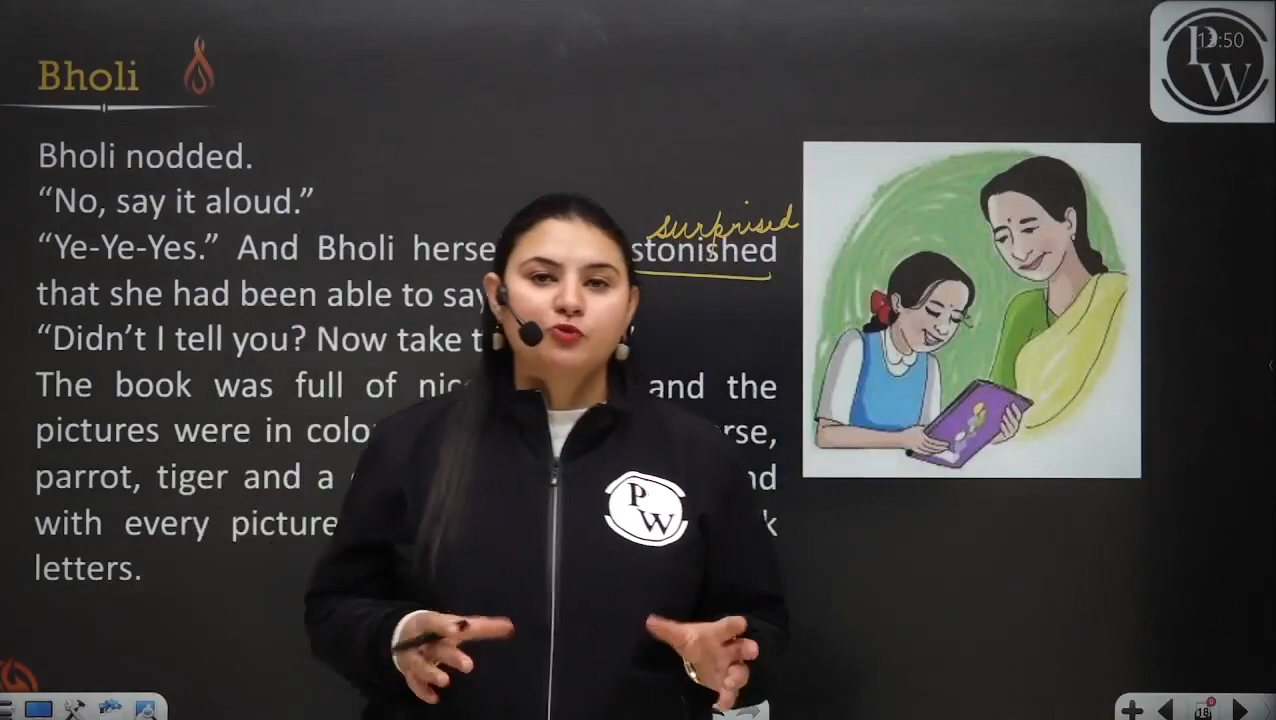 Bholi
Bholi nodded.
“No, say it aloud.”
surprised
“Ye-Ye-Yes.” And Bholi herse stonished
that she had been able to say
“Didn’t I tell you? Now take t
The book was full of nic and the
pictures were in colo rse,
parrot, tiger and a nd
with every picture k
letters.
PW
13:50
P W
18